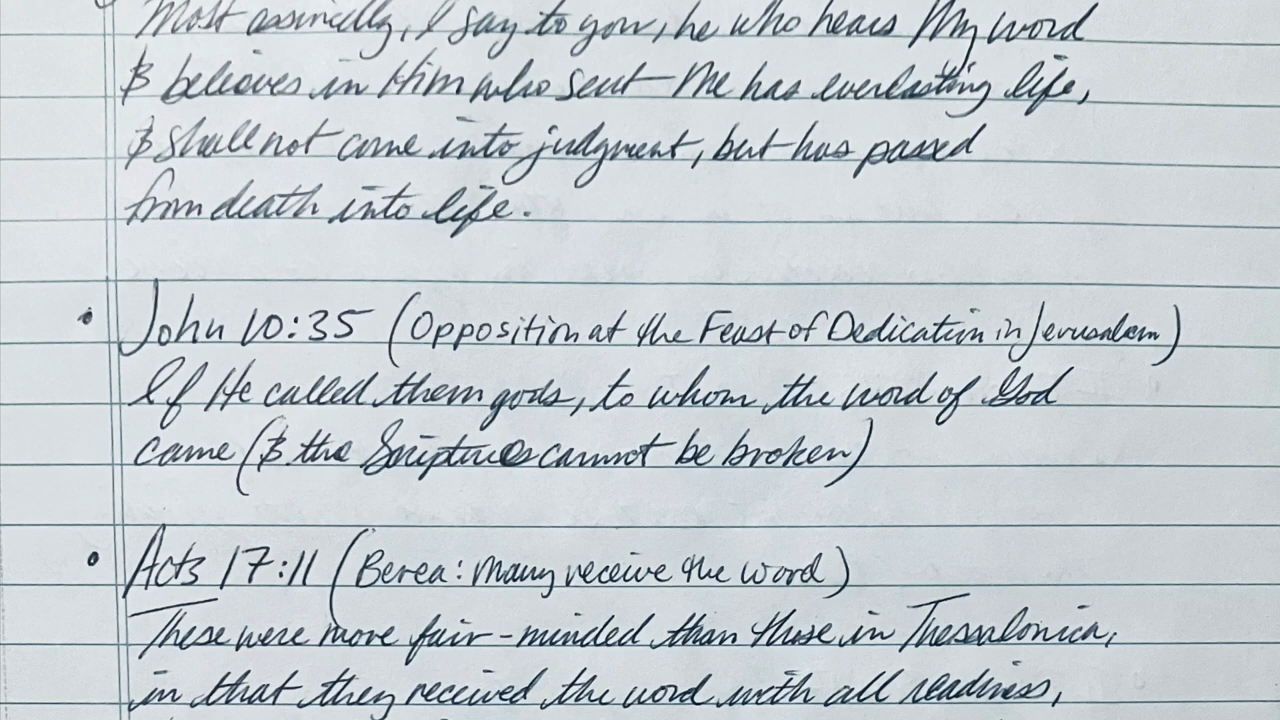 Most assuredly, I say to you, he who hears My word
& believes in Him who sent Me has everlasting life,
& shall not come into judgment, but has passed
from death into life.
• John 10:35 (Opposition at the Feast of Dedication in Jerusalem)
If He called them gods, to whom the word of God
came (& the Scriptures cannot be broken)
• Acts 17:11 (Berea: Many receive the word)
These were more fair-minded than those in Thessalonica,
in that they received the word with all readiness,